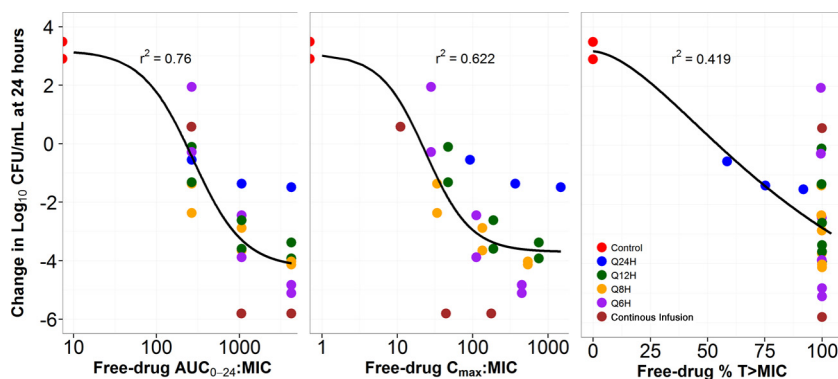 Change in Log10 CFU/mL at 24 hours
4
2
0
-2
-4
-6
r2 = 0.76
10
100
1000
Free-drug AUC0–24:MIC
r2 = 0.622
1
10
100
1000
Free-drug Cmax:MIC
r2 = 0.419
Control
Q24H
Q12H
Q8H
Q6H
Continous Infusion
0
25
50
75
100
Free-drug % T>MIC